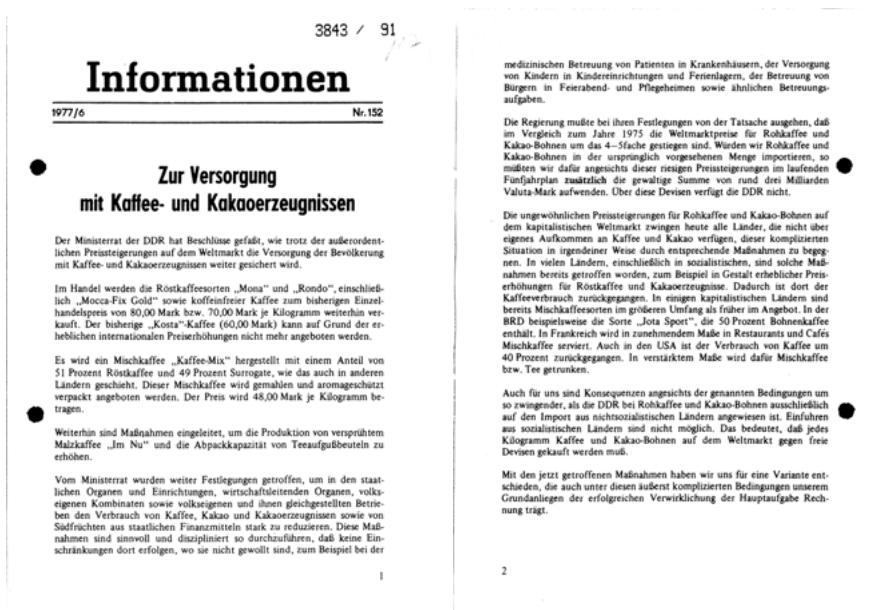 3843 / 91
Informationen
1977/6 Nr. 152
Zur Versorgung
mit Kaffee- und Kakaoerzeugnissen
Der Ministerrat der DDR hat Beschlüsse gefaßt, wie trotz der außerordent-
lichen Preissteigerungen auf dem Weltmarkt die Versorgung der Bevölkerung
mit Kaffee- und Kakaoerzeugnissen weiter gesichert wird.
Im Handel werden die Röstkaffeesorten „Mona" und „Rondo", einschließ-
lich „Mocca-Fix Gold" sowie koffeinfreier Kaffee zum bisherigen Einzel-
handelspreis von 80,00 Mark bzw. 70,00 Mark je Kilogramm weiterhin ver-
kauft. Der bisherige „Kosta"-Kaffee (60,00 Mark) kann auf Grund der er-
heblichen internationalen Preiserhöhungen nicht mehr angeboten werden.
Es wird ein Mischkaffee „Kaffee-Mix" hergestellt mit einem Anteil von
51 Prozent Röstkaffee und 49 Prozent Surrogate, wie das auch in anderen
Ländern geschieht. Dieser Mischkaffee wird gemahlen und aromageschützt
verpackt angeboten werden. Der Preis wird 48,00 Mark je Kilogramm be-
tragen.
Weiterhin sind Maßnahmen eingeleitet, um die Produktion von versprühtem
Malzkaffee „Im Nu" und die Abpackkapazität von Teeaufgußbeuteln zu
erhöhen.
Vom Ministerrat wurden weiter Festlegungen getroffen, um in den staat-
lichen Organen und Einrichtungen, wirtschaftsleitenden Organen, volks-
eigenen Kombinaten sowie volkseigenen und ihnen gleichgestellten Betrie-
ben den Verbrauch von Kaffee, Kakao und Kakaoerzeugnissen sowie von
Südfrüchten aus staatlichen Finanzmitteln stark zu reduzieren. Diese Maß-
nahmen sind sinnvoll und diszipliniert so durchzuführen, daß keine Ein-
schränkungen dort erfolgen, wo sie nicht gewollt sind, zum Beispiel bei der
1
medizinischen Betreuung von Patienten in Krankenhäusern, der Versorgung
von Kindern in Kindereinrichtungen und Ferienlagern, der Betreuung von
Bürgern in Feierabend- und Pflegeheimen sowie ähnlichen Betreuungs-
aufgaben.
Die Regierung mußte bei ihren Festlegungen von der Tatsache ausgehen, daß
im Vergleich zum Jahre 1975 die Weltmarktpreise für Rohkaffee und
Kakao-Bohnen um das 4—5fache gestiegen sind. Würden wir Rohkaffee und
Kakao-Bohnen in der ursprünglich vorgesehenen Menge importieren, so
müßten wir dafür angesichts dieser riesigen Preissteigerungen im laufenden
Fünfjahrplan zusätzlich die gewaltige Summe von rund drei Milliarden
Valuta-Mark aufwenden. Über diese Devisen verfügt die DDR nicht.
Die ungewöhnlichen Preissteigerungen für Rohkaffee und Kakao-Bohnen auf
dem kapitalistischen Weltmarkt zwingen heute alle Länder, die nicht über
eigenes Aufkommen an Kaffee und Kakao verfügen, dieser komplizierten
Situation in irgendeiner Weise durch entsprechende Maßnahmen zu begeg-
nen. In vielen Ländern, einschließlich in sozialistischen, sind solche Maß-
nahmen bereits getroffen worden, zum Beispiel in Gestalt erheblicher Preis-
erhöhungen für Röstkaffee und Kakaoerzeugnisse. Dadurch ist dort der
Kaffeeverbrauch zurückgegangen. In einigen kapitalistischen Ländern sind
bereits Mischkaffeesorten im größeren Umfang als früher im Angebot. In der
BRD beispielsweise die Sorte „Jota Sport", die 50 Prozent Bohnenkaffee
enthält. In Frankreich wird in zunehmendem Maße in Restaurants und Cafés
Mischkaffee serviert. Auch in den USA ist der Verbrauch von Kaffee um
40 Prozent zurückgegangen. In verstärktem Maße wird dafür Mischkaffee
bzw. Tee getrunken.
Auch für uns sind Konsequenzen angesichts der genannten Bedingungen um
so zwingender, als die DDR bei Rohkaffee und Kakao-Bohnen ausschließlich
auf den Import aus nichtsozialistischen Ländern angewiesen ist. Einfuhren
aus sozialistischen Ländern sind nicht möglich. Das bedeutet, daß jedes
Kilogramm Kaffee und Kakao-Bohnen auf dem Weltmarkt gegen freie
Devisen gekauft werden muß.
Mit den jetzt getroffenen Maßnahmen haben wir uns für eine Variante ent-
schieden, die auch unter diesen äußerst komplizierten Bedingungen unserem
Grundanliegen der erfolgreichen Verwirklichung der Hauptaufgabe Rech-
nung trägt.
2